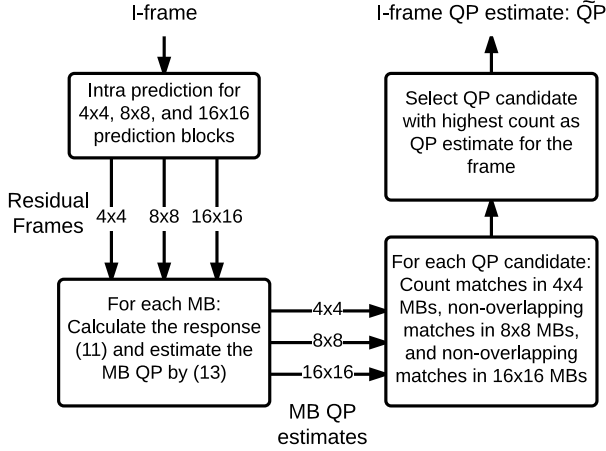 I-frame
Intra prediction for
4x4, 8x8, and 16x16
prediction blocks
Residual
Frames
4x4
8x8
16x16
For each MB:
Calculate the response
(11) and estimate the
MB QP by (13)
4x4
8x8
16x16
MB QP
estimates
For each QP candidate:
Count matches in 4x4
MBs, non-overlapping
matches in 8x8 MBs,
and non-overlapping
matches in 16x16 MBs
Select QP candidate
with highest count as
QP estimate for the
frame
I-frame QP estimate: Q̃P